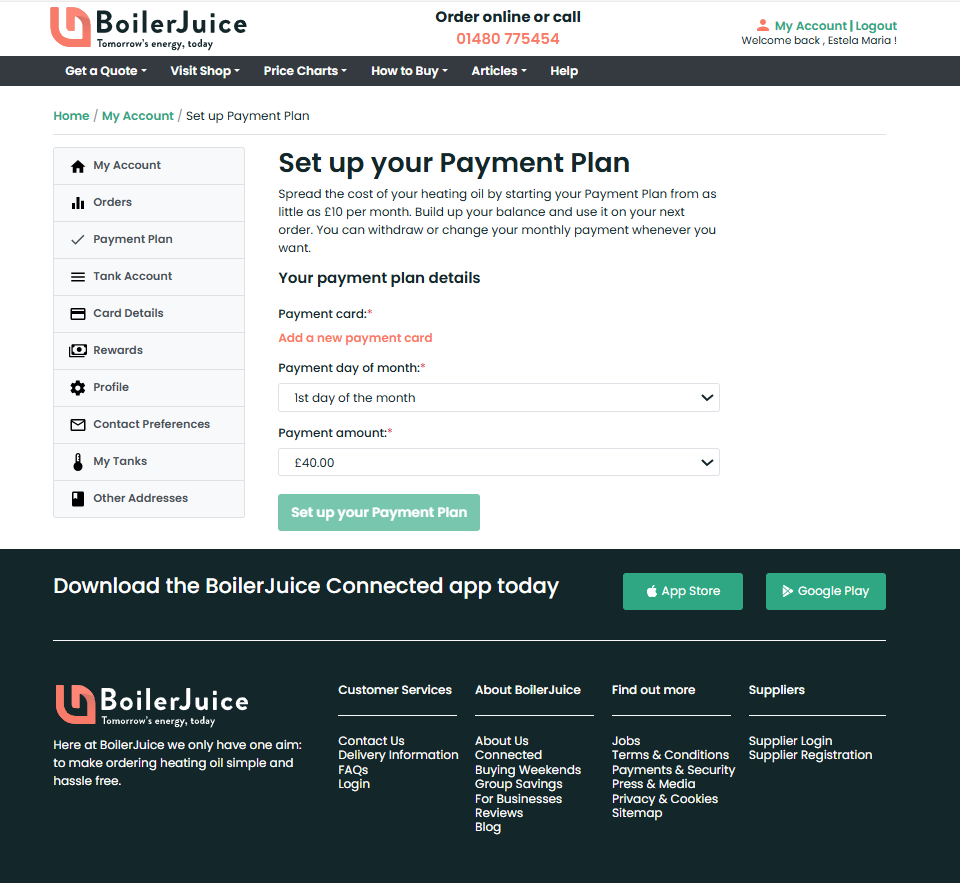 BoilerJuice
Tomorrow's energy, today
Order online or call
01480 775454
My Account | Logout
Welcome back , Estela Maria !
Get a Quote Visit Shop Price Charts How to Buy Articles Help
Home / My Account / Set up Payment Plan
My Account
Orders
Payment Plan
Tank Account
Card Details
Rewards
Profile
Contact Preferences
My Tanks
Other Addresses
Set up your Payment Plan
Spread the cost of your heating oil by starting your Payment Plan from as
little as £10 per month. Build up your balance and use it on your next
order. You can withdraw or change your monthly payment whenever you
want.
Your payment plan details
Payment card:*
Add a new payment card
Payment day of month:*
1st day of the month
Payment amount:*
£40.00
Set up your Payment Plan
Download the BoilerJuice Connected app today
App Store
Google Play
BoilerJuice
Tomorrow's energy, today
Here at BoilerJuice we only have one aim:
to make ordering heating oil simple and
hassle free.
Customer Services
Contact Us
Delivery Information
FAQs
Login
About BoilerJuice
About Us
Connected
Buying Weekends
Group Savings
For Businesses
Reviews
Blog
Find out more
Jobs
Terms & Conditions
Payments & Security
Press & Media
Privacy & Cookies
Sitemap
Suppliers
Supplier Login
Supplier Registration